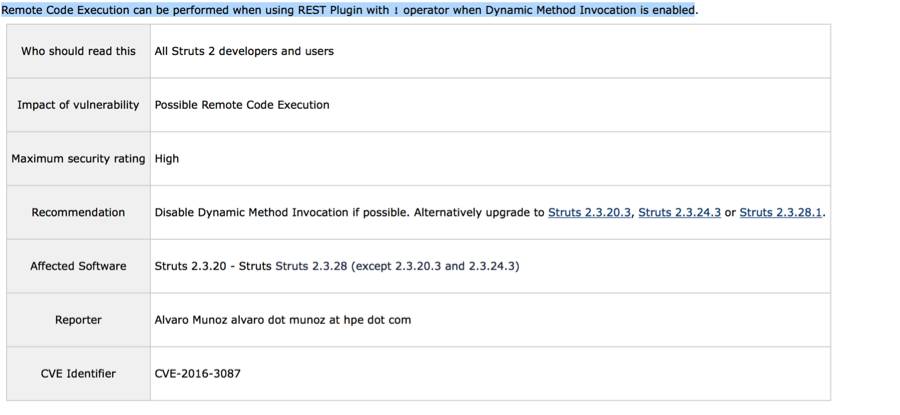 Remote Code Execution can be performed when using REST Plugin with ! operator when Dynamic Method Invocation is enabled.
Who should read this All Struts 2 developers and users
Impact of vulnerability Possible Remote Code Execution
Maximum security rating High
Recommendation Disable Dynamic Method Invocation if possible. Alternatively upgrade to Struts 2.3.20.3, Struts 2.3.24.3 or Struts 2.3.28.1.
Affected Software Struts 2.3.20 - Struts Struts 2.3.28 (except 2.3.20.3 and 2.3.24.3)
Reporter Alvaro Munoz alvaro dot munoz at hpe dot com
CVE Identifier CVE-2016-3087